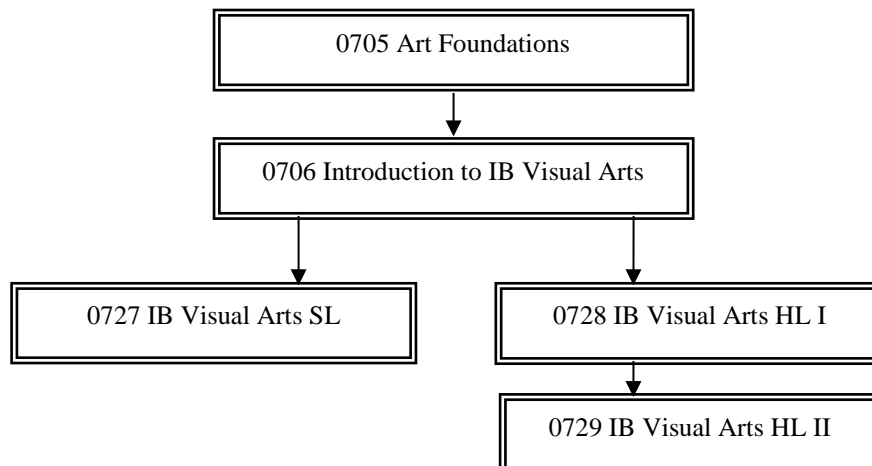 0705 Art Foundations
0706 Introduction to IB Visual Arts
0727 IB Visual Arts SL
0728 IB Visual Arts HL I
0729 IB Visual Arts HL II